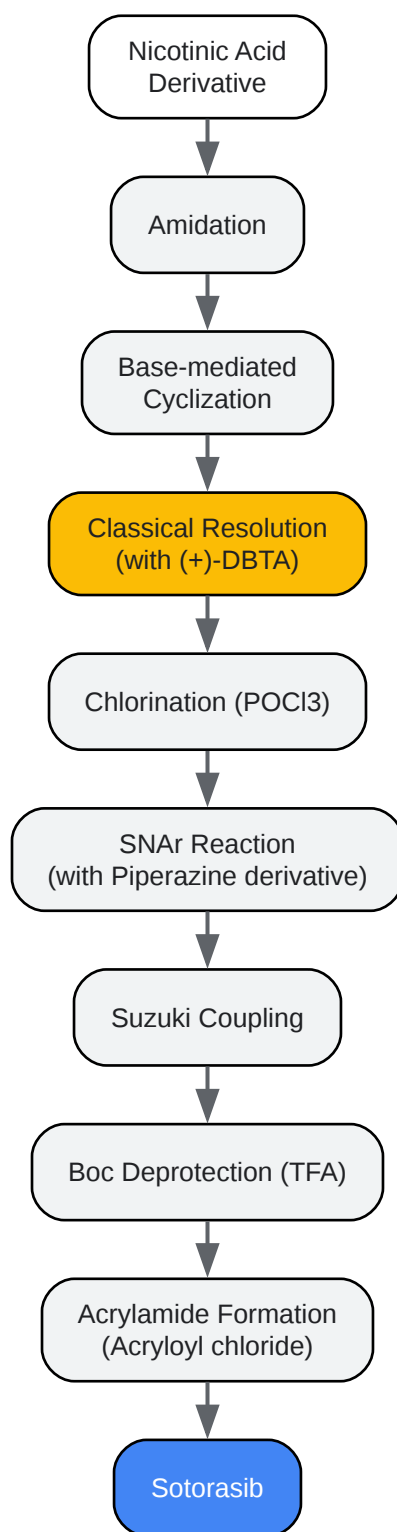 Nicotinic Acid
Derivative
Amidation
Base-mediated
Cyclization
Classical Resolution
(with (+)-DBTA)
Chlorination (POCl3)
SNAr Reaction
(with Piperazine derivative)
Suzuki Coupling
Boc Deprotection (TFA)
Acrylamide Formation
(Acryloyl chloride)
Sotorasib